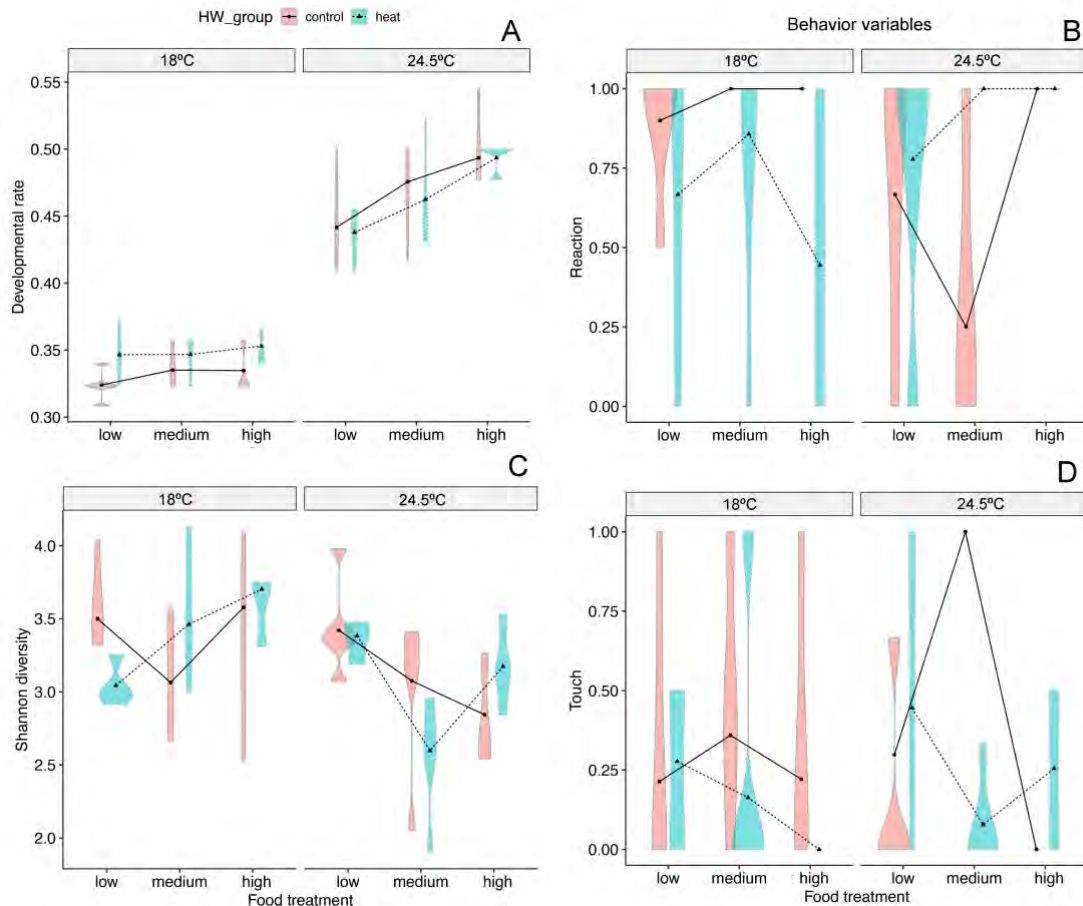 HW_group control heat
A
18ºC 24.5ºC
Developmental rate
0.55
0.50
0.45
0.40
0.35
0.30
low medium high low medium high
Behavior variables
B
18ºC 24.5ºC
Reaction
1.00
0.75
0.50
0.25
0.00
low medium high low medium high
C
18ºC 24.5ºC
Shannon diversity
4.0
3.5
3.0
2.5
2.0
low medium high low medium high
Food treatment
D
18ºC 24.5ºC
Touch
1.00
0.75
0.50
0.25
0.00
low medium high low medium high
Food treatment